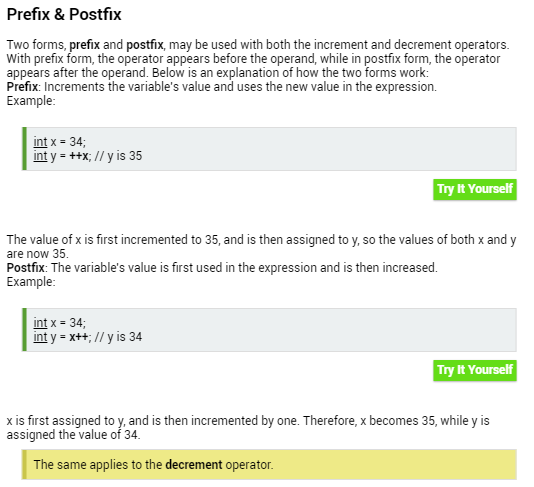 Prefix & Postfix
Two forms, prefix and postfix, may be used with both the increment and decrement operators.
With prefix form, the operator appears before the operand, while in postfix form, the operator
appears after the operand. Below is an explanation of how the two forms work:
Prefix: Increments the variable's value and uses the new value in the expression.
Example:
int x = 34;
int y = ++x; // y is 35
Try It Yourself
The value of x is first incremented to 35, and is then assigned to y, so the values of both x and y
are now 35.
Postfix: The variable's value is first used in the expression and is then increased.
Example:
int x = 34;
int y = x++; // y is 34
Try It Yourself
x is first assigned to y, and is then incremented by one. Therefore, x becomes 35, while y is
assigned the value of 34.
The same applies to the decrement operator.